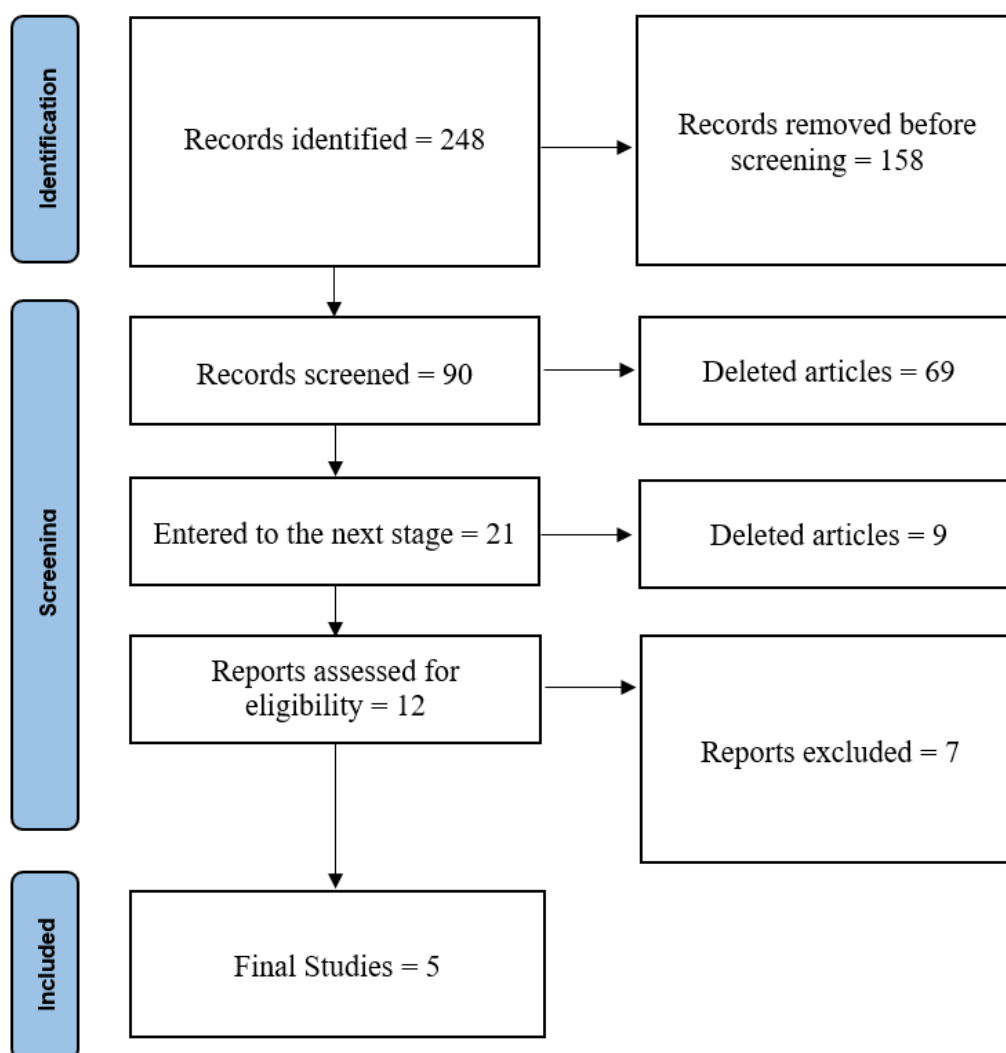 Identification
Records identified = 248
Records removed before
screening = 158
Screening
Records screened = 90
Deleted articles = 69
Entered to the next stage = 21
Deleted articles = 9
Reports assessed for
eligibility = 12
Reports excluded = 7
Included
Final Studies = 5